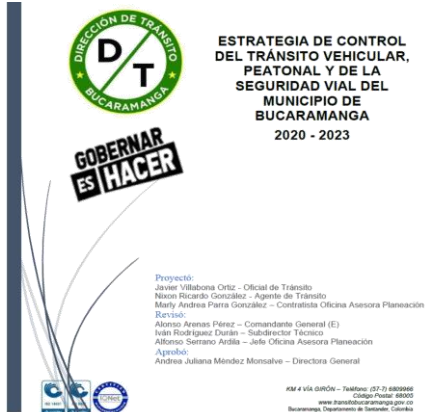 DIRECCIÓN DE TRÁNSITO
D T
BUCARAMANGA
ESTRATEGIA DE CONTROL
DEL TRÁNSITO VEHICULAR,
PEATONAL Y DE LA
SEGURIDAD VIAL DEL
MUNICIPIO DE
BUCARAMANGA
2020 - 2023
GOBERNAR
ES HACER
Proyectó:
Javier Villabona Ortiz - Oficial de Tránsito
Nixon Ricardo González - Agente de Tránsito
Marly Andrea Parra González – Contratista Oficina Asesora Planeación
Revisó:
Alonso Arenas Pérez – Comandante General (E)
Iván Rodríguez Durán – Subdirector Técnico
Alfonso Serrano Ardila – Jefe Oficina Asesora Planeación
Aprobó:
Andrea Juliana Méndez Monsalve – Directora General
IQNet
KM 4 VÍA GIRÓN – Teléfono: (57-7) 6809966
Código Postal: 68005
www.transitobucaramanga.gov.co
Bucaramanga, Departamento de Santander, Colombia